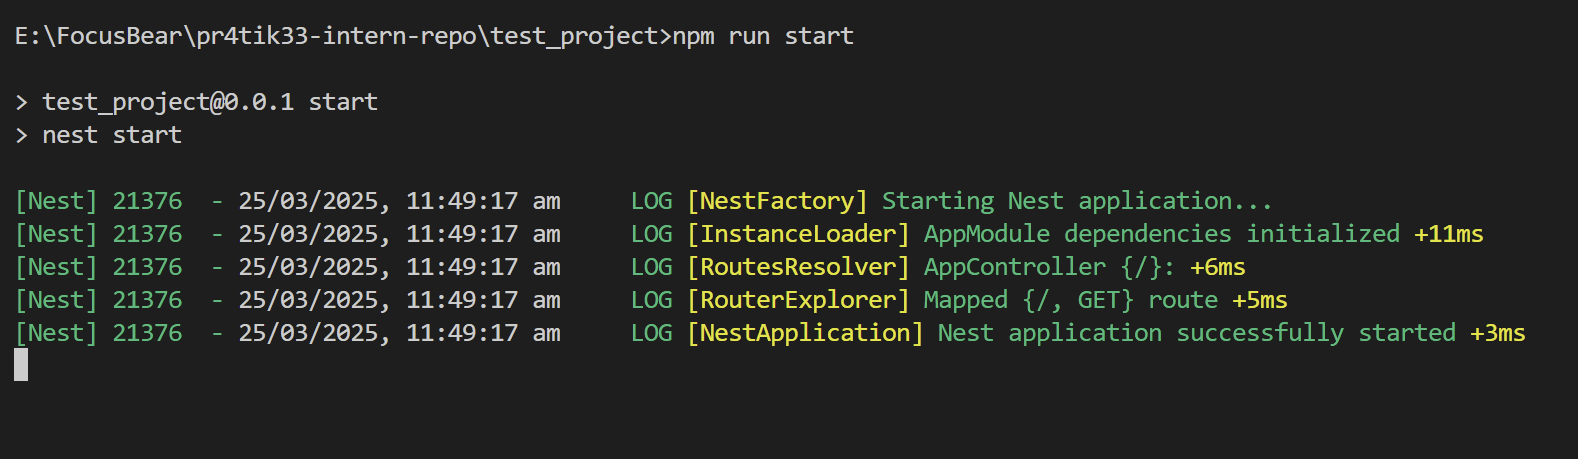 E:\FocusBear\pr4tik33-intern-repo\test_project>npm run start
> test_project@0.0.1 start
> nest start
[Nest] 21376  - 25/03/2025, 11:49:17 am     LOG [NestFactory] Starting Nest application...
[Nest] 21376  - 25/03/2025, 11:49:17 am     LOG [InstanceLoader] AppModule dependencies initialized +11ms
[Nest] 21376  - 25/03/2025, 11:49:17 am     LOG [RoutesResolver] AppController {/}: +6ms
[Nest] 21376  - 25/03/2025, 11:49:17 am     LOG [RouterExplorer] Mapped {/, GET} route +5ms
[Nest] 21376  - 25/03/2025, 11:49:17 am     LOG [NestApplication] Nest application successfully started +3ms